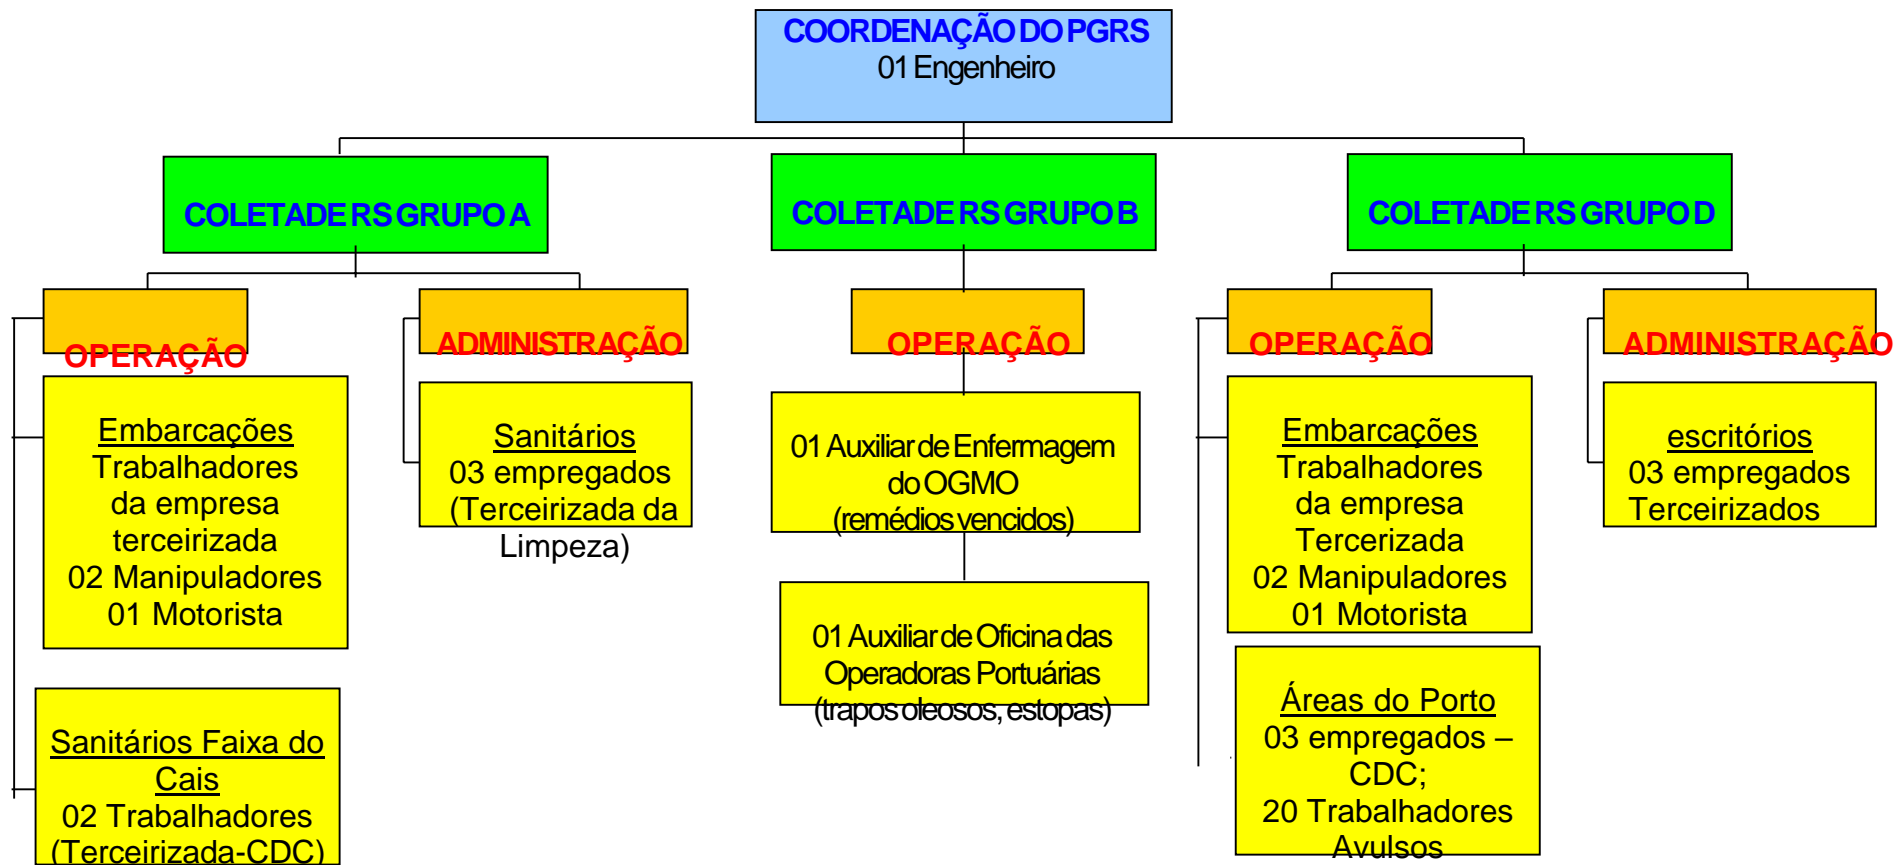 COORDENAÇÃO DO PGRS
01 Engenheiro
COLETA DE RS GRUPO A
COLETA DE RS GRUPO B
COLETA DE RS GRUPO D
OPERAÇÃO
ADMINISTRAÇÃO
OPERAÇÃO
OPERAÇÃO
ADMINISTRAÇÃO
Embarcações
Trabalhadores
da empresa
terceirizada
02 Manipuladores
01 Motorista
Sanitários Faixa do
Cais
02 Trabalhadores
(Terceirizada-CDC)
Sanitários
03 empregados
(Terceirizada da
Limpeza)
01 Auxiliar de Enfermagem
do OGMO
(remédios vencidos)
01 Auxiliar de Oficina das
Operadoras Portuárias
(trapos oleosos, estopas)
Embarcações
Trabalhadores
da empresa
Tercerizada
02 Manipuladores
01 Motorista
Áreas do Porto
03 empregados –
CDC;
20 Trabalhadores
Avulsos
escritórios
03 empregados
Terceirizados